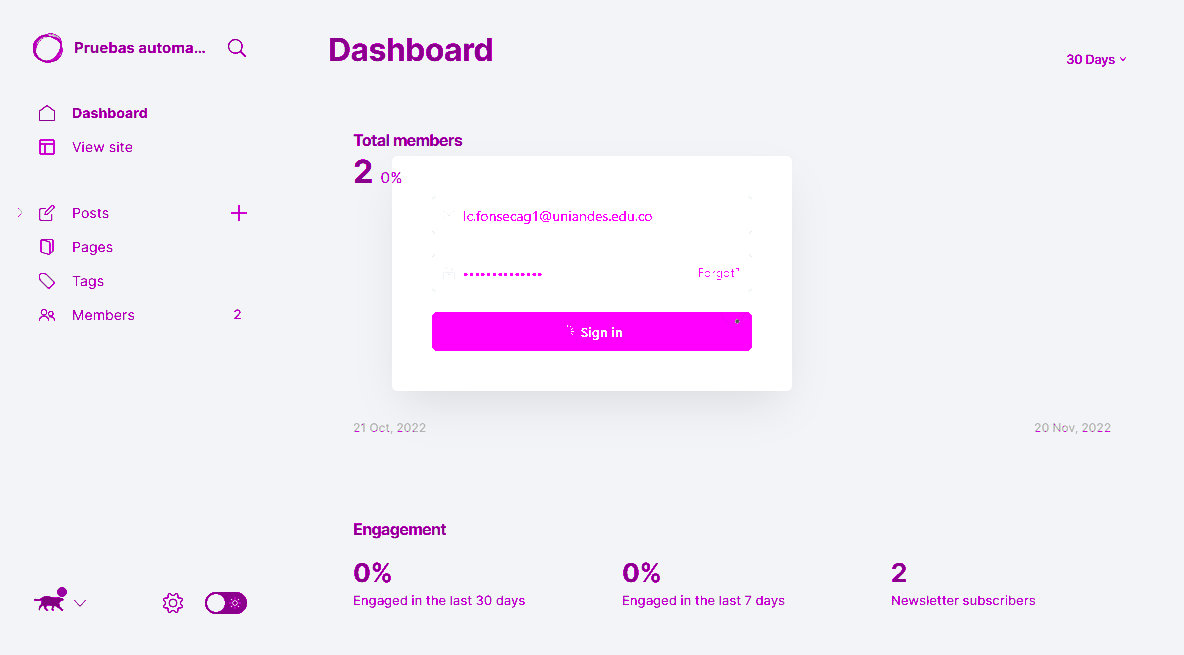 Pruebas automa...
Dashboard
30 Days
Dashboard
View site
Posts
Pages
Tags
Members 2
Total members
2 0%
lc.fonsecag1@uniandes.edu.co
••••••••••••••
Forgot?
Sign in
21 Oct, 2022
20 Nov, 2022
Engagement
0%
Engaged in the last 30 days
0%
Engaged in the last 7 days
2
Newsletter subscribers